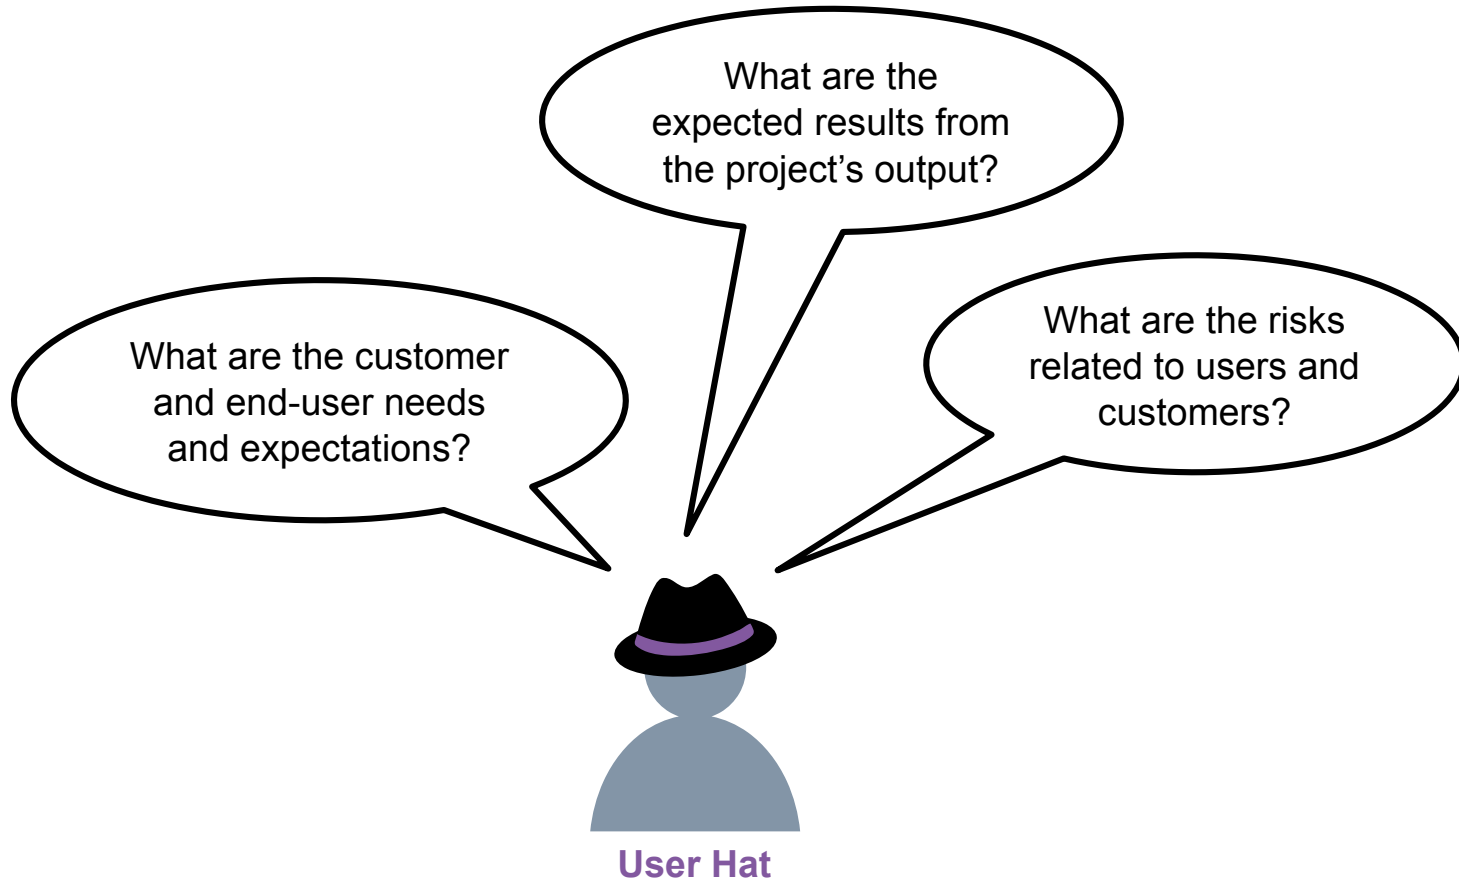 What are the
expected results from
the project’s output?
What are the customer
and end-user needs
and expectations?
What are the risks
related to users and
customers?
User Hat